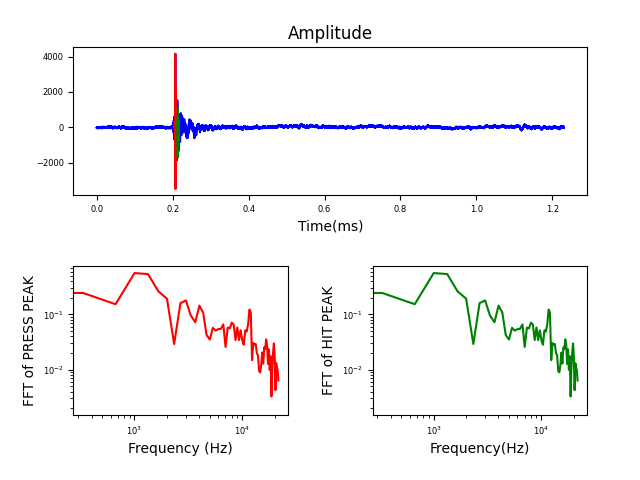 Amplitude
4000
2000
0
−2000
0.0 0.2 0.4 0.6 0.8 1.0 1.2
Time(ms)
FFT of PRESS PEAK
10⁻¹
10⁻²
10³ 10⁴
Frequency (Hz)
FFT of HIT PEAK
10⁻¹
10⁻²
10³ 10⁴
Frequency(Hz)